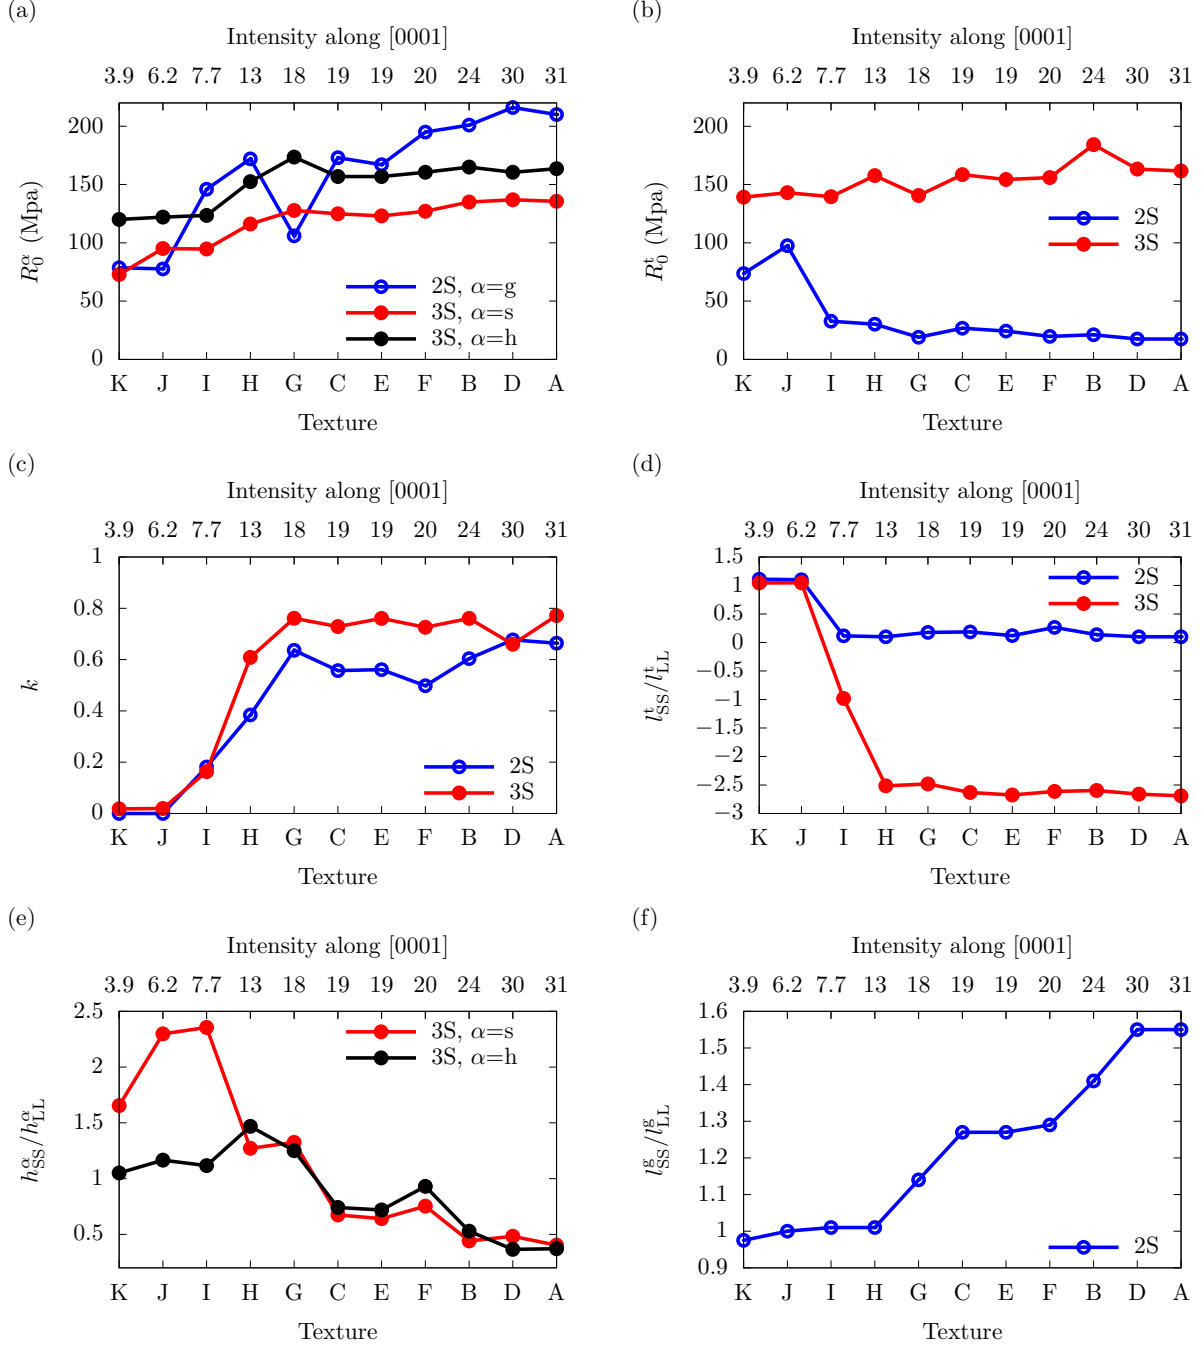 (a)
Intensity along [0001]
3.9 6.2 7.7 13 18 19 19 20 24 30 31
200
150
100
50
0
R₀^α (Mpa)
2S, α=g
3S, α=s
3S, α=h
K J I H G C E F B D A
Texture
(b)
Intensity along [0001]
3.9 6.2 7.7 13 18 19 19 20 24 30 31
200
150
100
50
0
R₀^t (Mpa)
2S
3S
K J I H G C E F B D A
Texture
(c)
Intensity along [0001]
3.9 6.2 7.7 13 18 19 19 20 24 30 31
1
0.8
0.6
0.4
0.2
0
k
2S
3S
K J I H G C E F B D A
Texture
(d)
Intensity along [0001]
3.9 6.2 7.7 13 18 19 19 20 24 30 31
1.5
1
0.5
0
−0.5
−1
−1.5
−2
−2.5
−3
l_SS^t/l_LL^t
2S
3S
K J I H G C E F B D A
Texture
(e)
Intensity along [0001]
3.9 6.2 7.7 13 18 19 19 20 24 30 31
2.5
2
1.5
1
0.5
h_SS^α/h_LL^α
3S, α=s
3S, α=h
K J I H G C E F B D A
Texture
(f)
Intensity along [0001]
3.9 6.2 7.7 13 18 19 19 20 24 30 31
1.6
1.5
1.4
1.3
1.2
1.1
1
0.9
l_SS^g/l_LL^g
2S
K J I H G C E F B D A
Texture